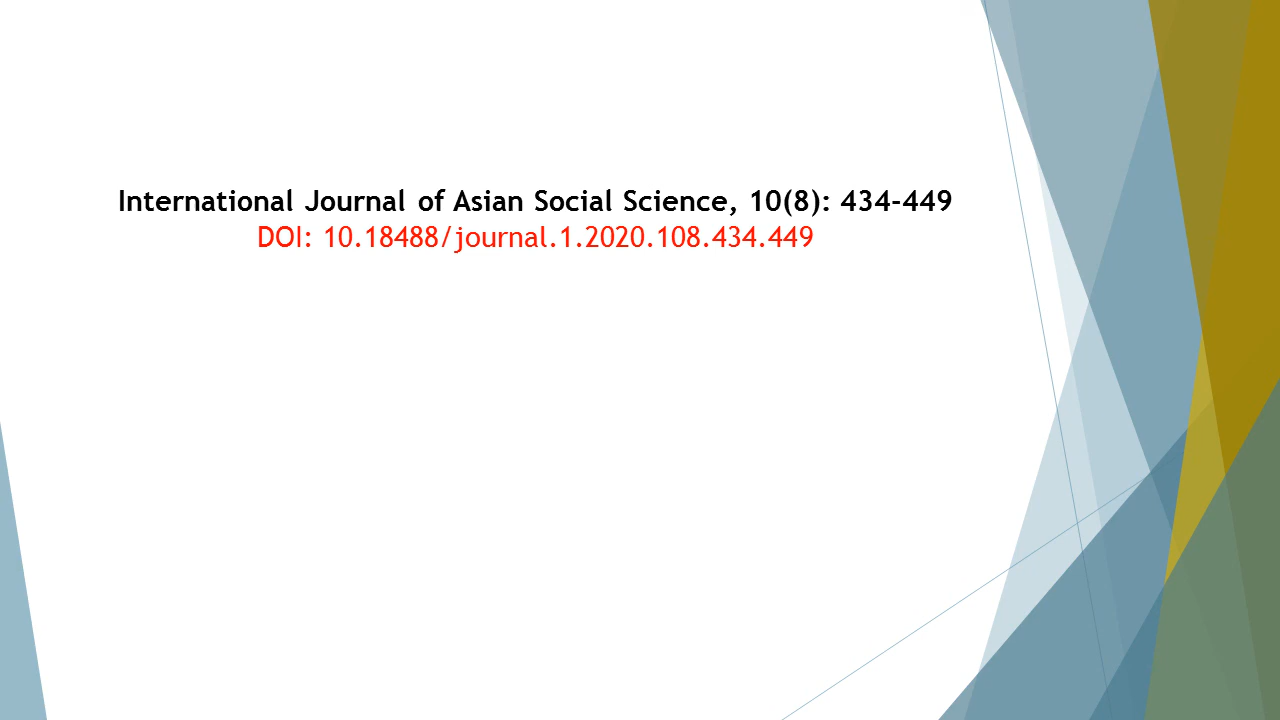 International Journal of Asian Social Science, 10(8): 434-449
DOI: 10.18488/journal.1.2020.108.434.449